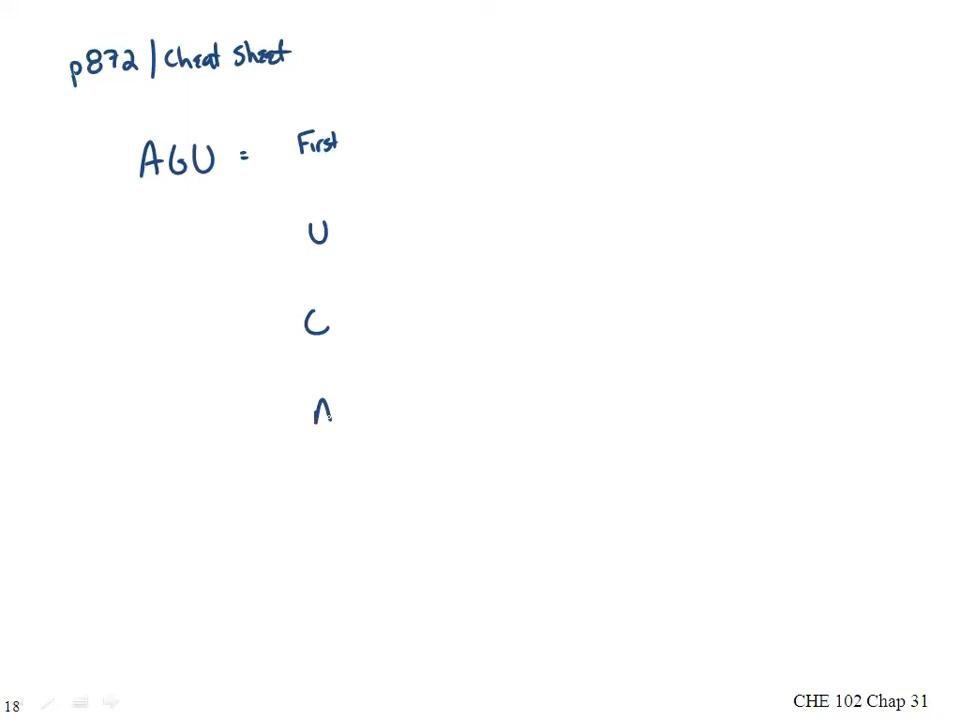 p872 | Cheat Sheet
AGU = First
U
C
A
18
CHE 102 Chap 31